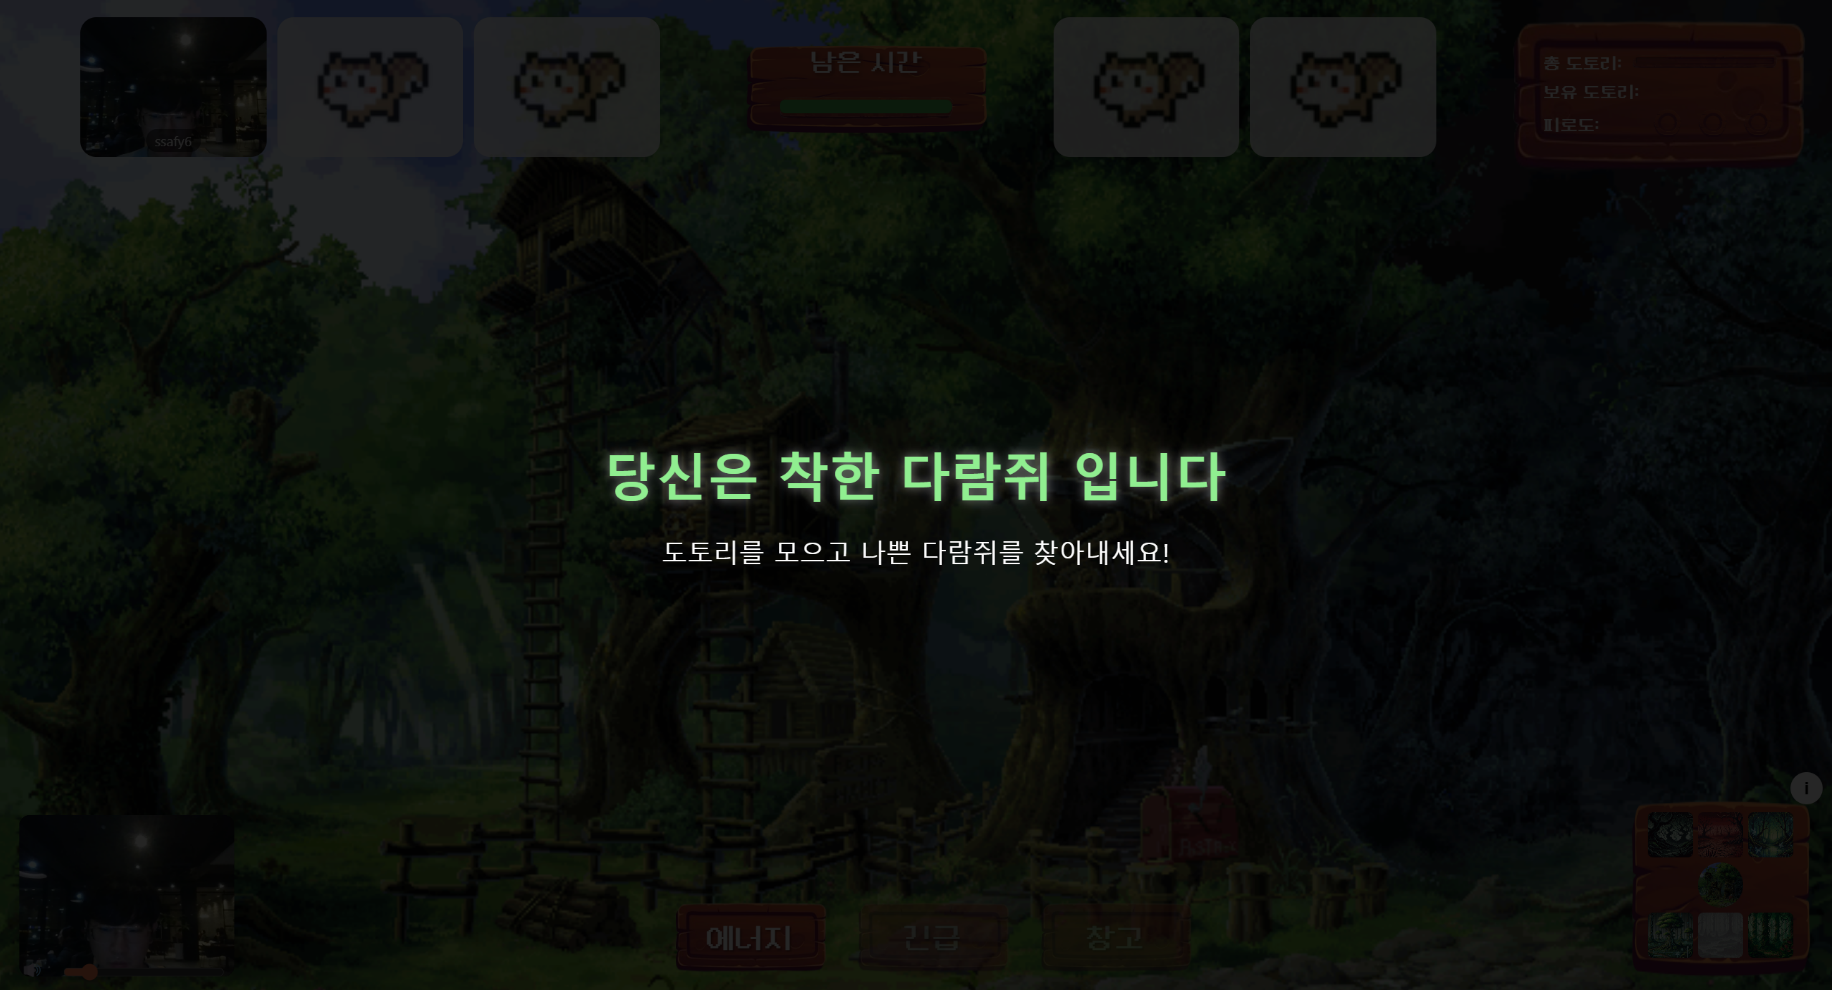 남은 시간
총 도토리:
보유 도토리:
피로도:
ssafy6
당신은 착한 다람쥐 입니다
도토리를 모으고 나쁜 다람쥐를 찾아내세요!
i
에너지
긴급
창고